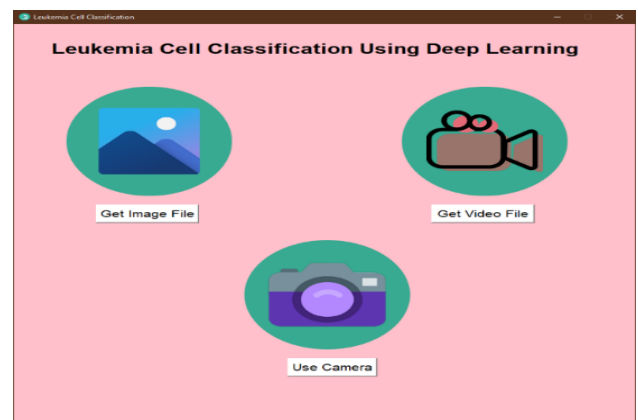 Leukemia Cell Classification
Leukemia Cell Classification Using Deep Learning
Get Image File
Get Video File
Use Camera